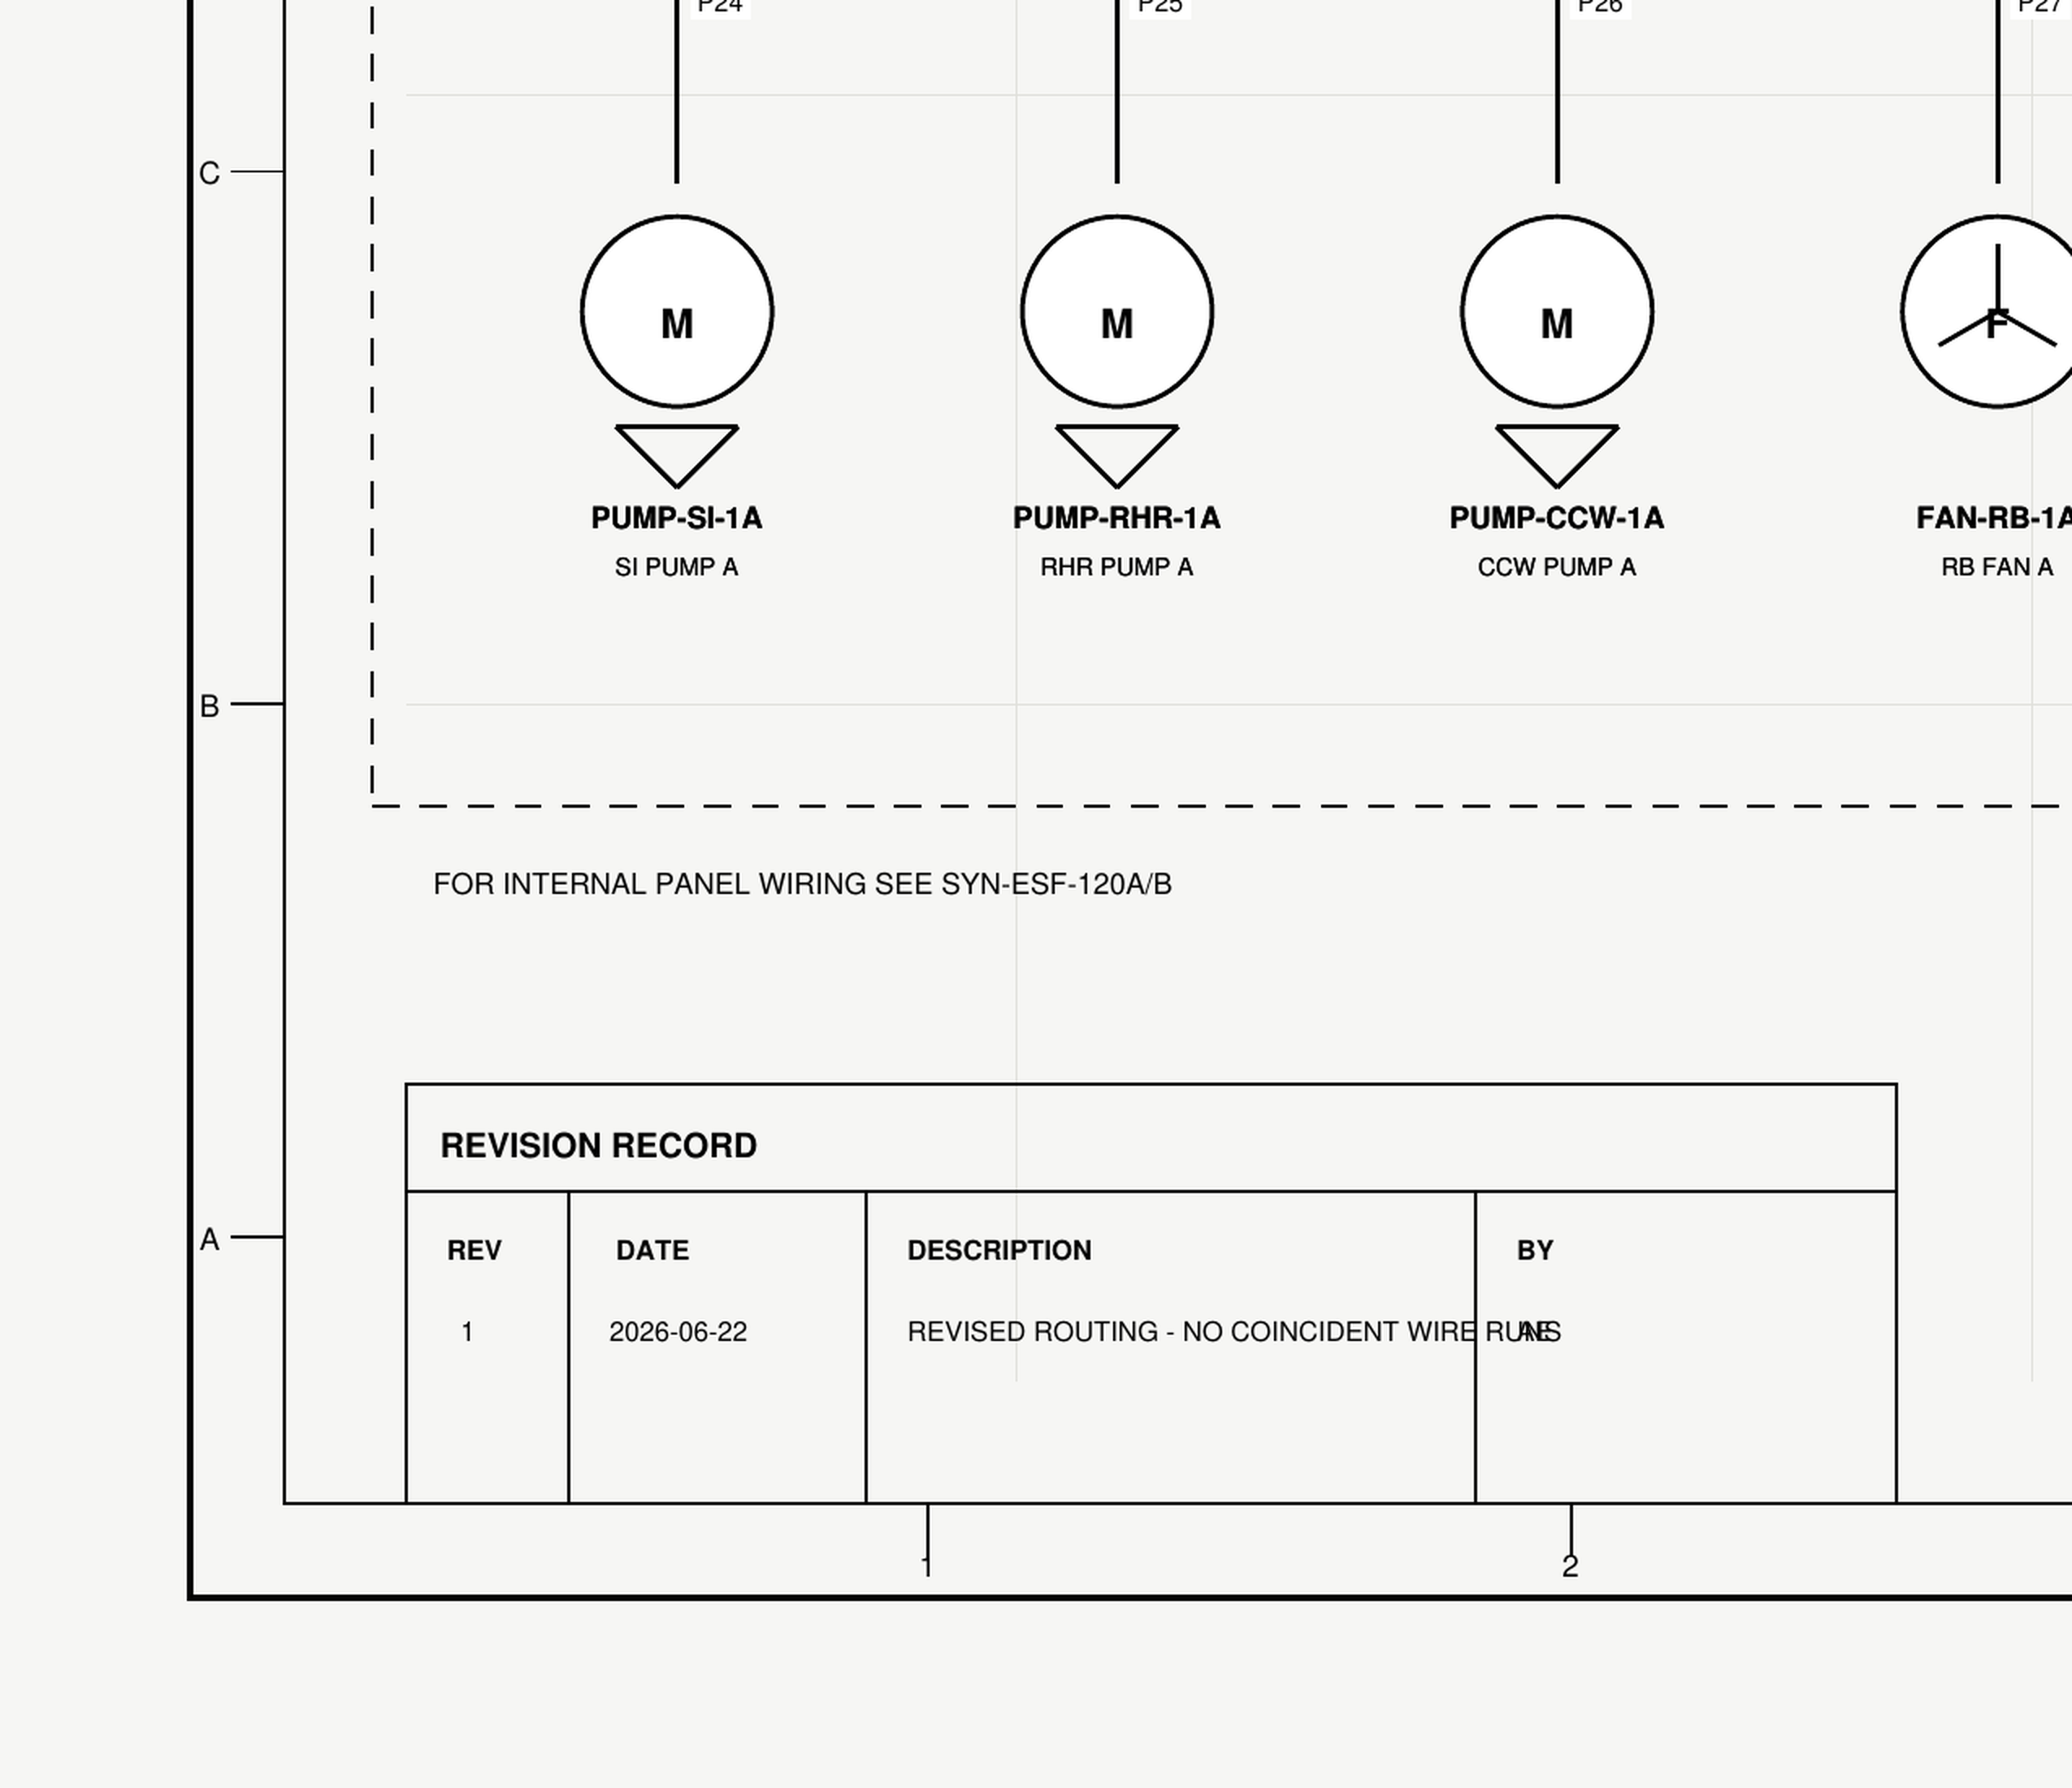 P24 P25 P26 P27
C
M M M F
PUMP-SI-1A PUMP-RHR-1A PUMP-CCW-1A FAN-RB-1A
SI PUMP A RHR PUMP A CCW PUMP A RB FAN A
B
FOR INTERNAL PANEL WIRING SEE SYN-ESF-120A/B
REVISION RECORD
A
REV DATE DESCRIPTION BY
1 2026-06-22 REVISED ROUTING - NO COINCIDENT WIRE RUNS
1 2